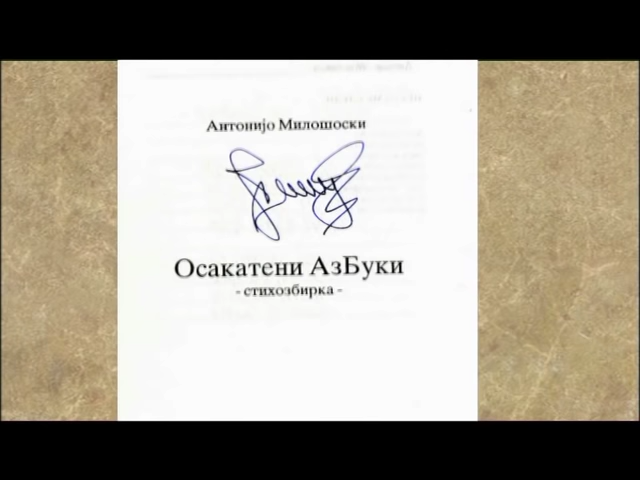 Антонијо Милошоски
Осакатени АзБуки
- стихозбирка -